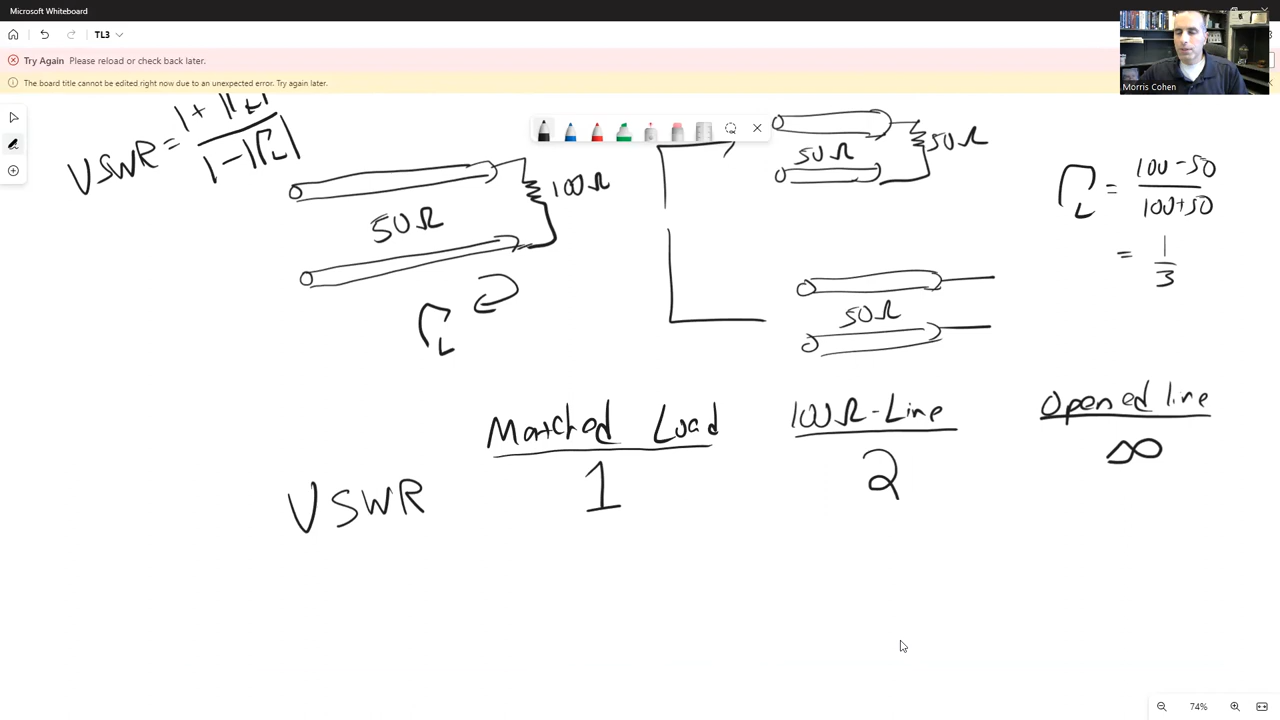 Microsoft Whiteboard
TL3
Try Again Please reload or check back later.
The board title cannot be edited right now due to an unexpected error. Try again later.
Morris Cohen
VSWR = 1 + |Γ_L| / 1 - |Γ_L|
50Ω
100Ω
Γ_L
50Ω
50Ω
50Ω
Γ_L = 100 - 50 / 100 + 50
= 1 / 3
Matched Load
100Ω-Line
Opened line
VSWR
1
2
∞
74%